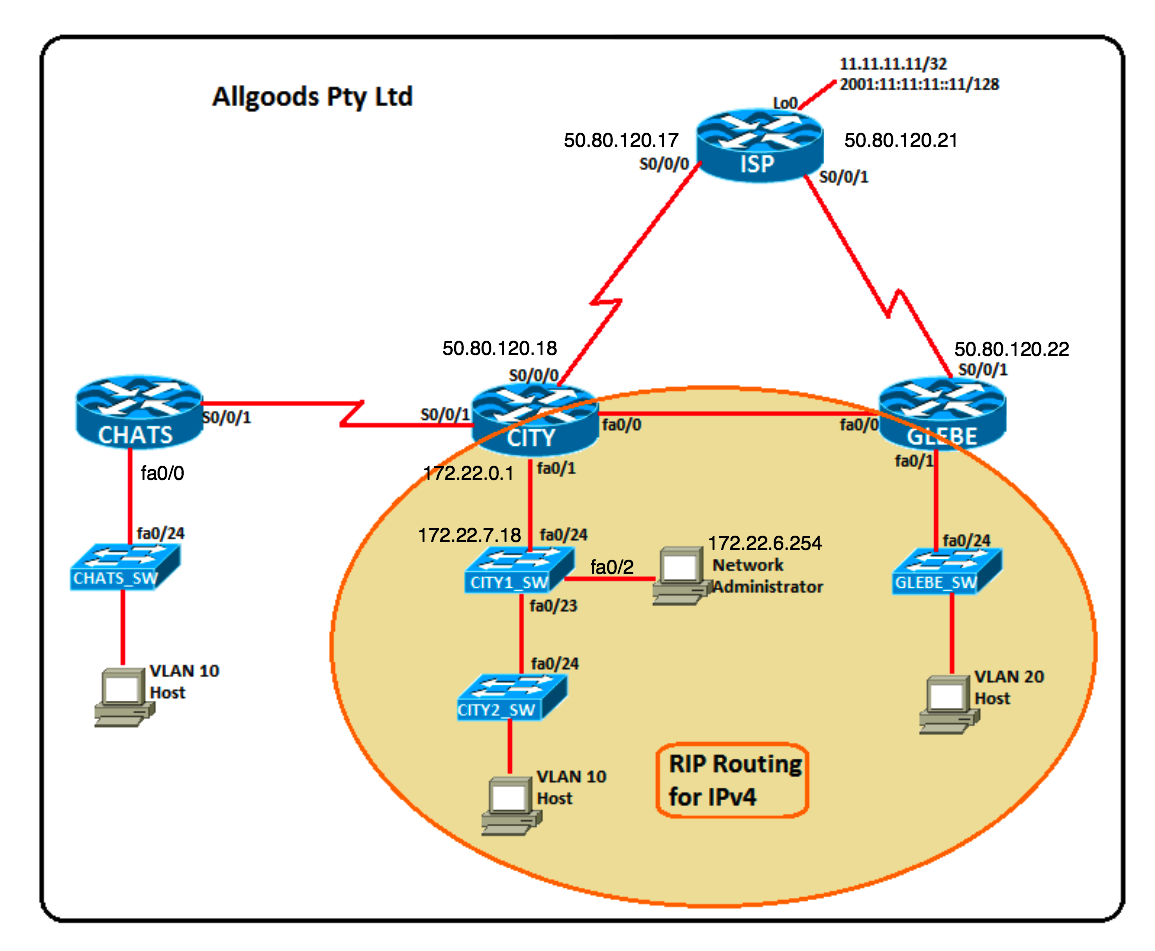 11.11.11.11/32
2001:11:11:11::11/128
Allgoods Pty Ltd
Lo0
50.80.120.17
50.80.120.21
S0/0/0
ISP
S0/0/1
50.80.120.18
50.80.120.22
S0/0/0
S0/0/1
S0/0/1
S0/0/1
CHATS
CITY
fa0/0
fa0/0
GLEBE
fa0/0
172.22.0.1
fa0/1
fa0/1
fa0/24
172.22.7.18
fa0/24
172.22.6.254
fa0/24
CHATS_SW
CITY1_SW
fa0/2
Network
Administrator
GLEBE_SW
fa0/23
VLAN 10
Host
fa0/24
CITY2_SW
VLAN 20
Host
VLAN 10
Host
RIP Routing
for IPv4